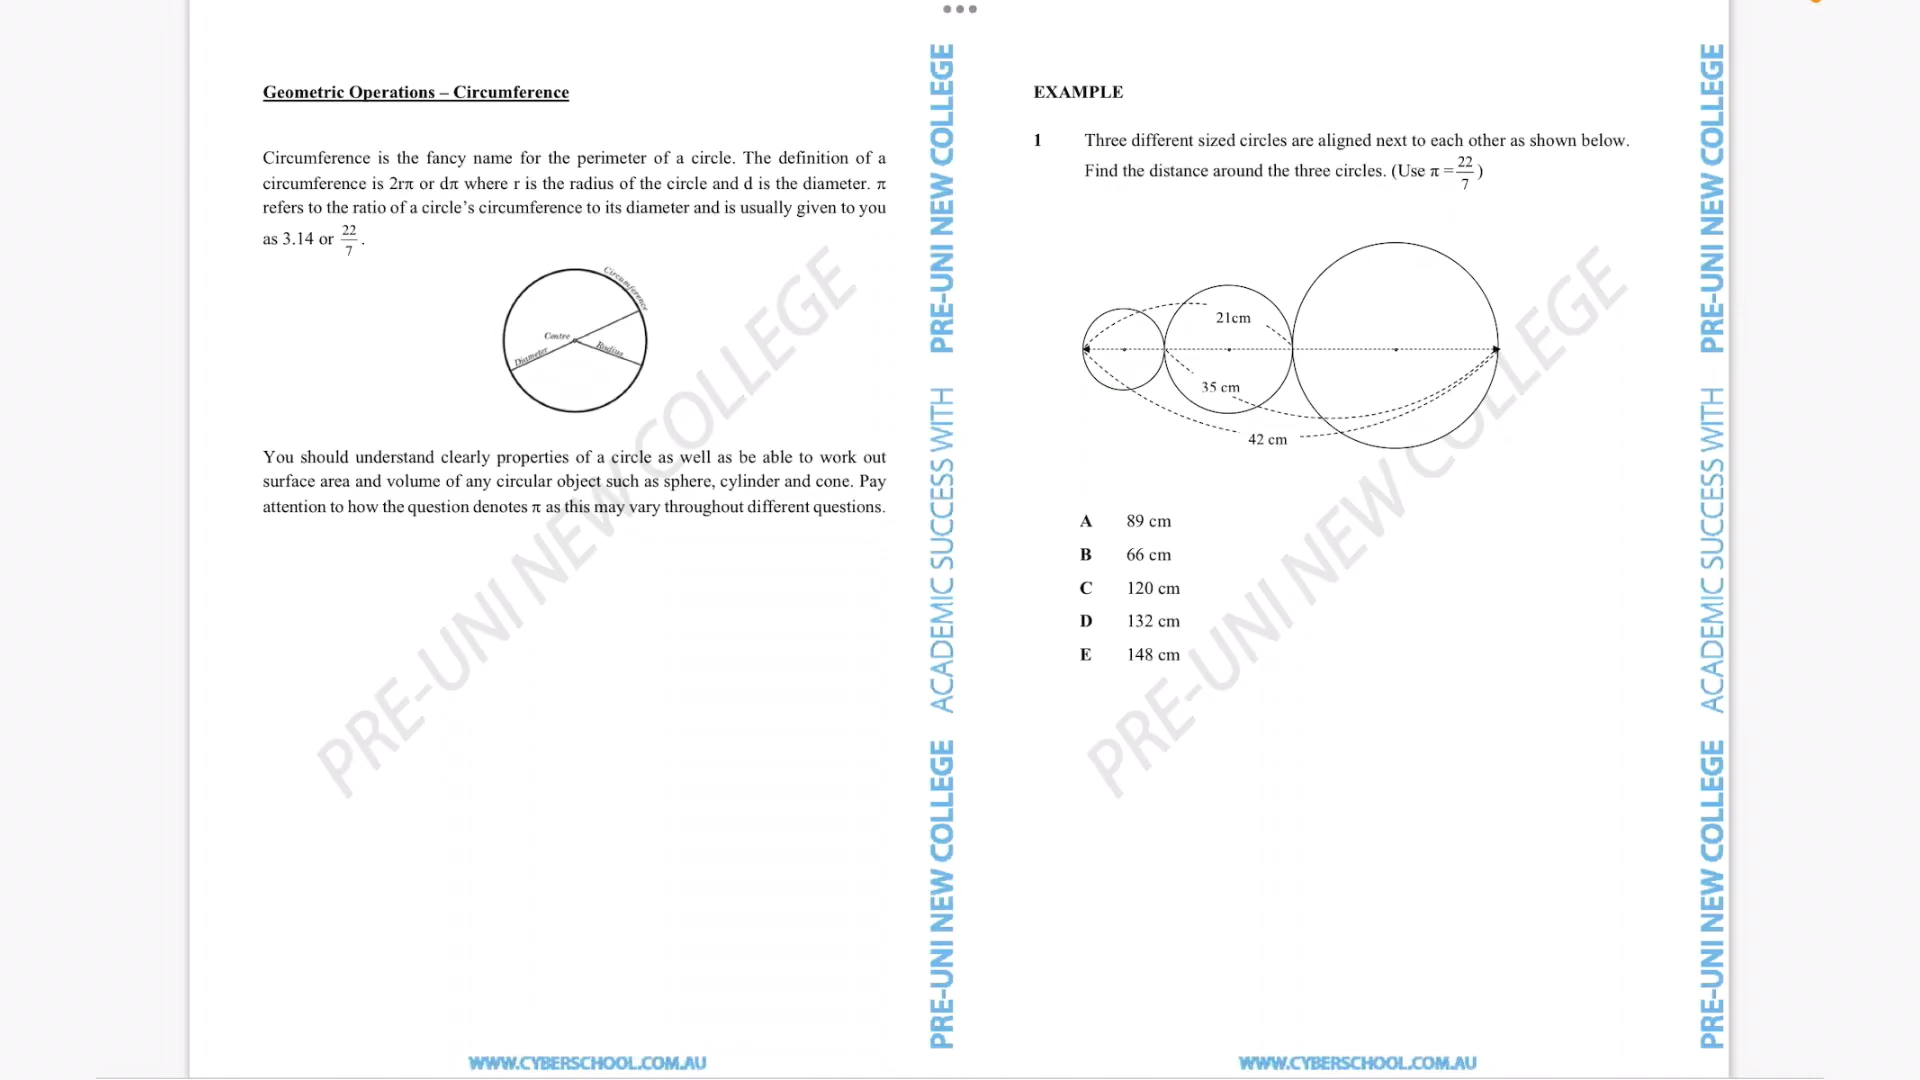 Geometric Operations – Circumference
Circumference is the fancy name for the perimeter of a circle. The definition of a
circumference is 2rπ or dπ where r is the radius of the circle and d is the diameter. π
refers to the ratio of a circle’s circumference to its diameter and is usually given to you
as 3.14 or 22/7 .
Circumference
Centre
Diameter
Radius
You should understand clearly properties of a circle as well as be able to work out
surface area and volume of any circular object such as sphere, cylinder and cone. Pay
attention to how the question denotes π as this may vary throughout different questions.
PRE-UNI NEW COLLEGE
WWW.CYBERSCHOOL.COM.AU
PRE-UNI NEW COLLEGE ACADEMIC SUCCESS WITH PRE-UNI NEW COLLEGE
EXAMPLE
1 Three different sized circles are aligned next to each other as shown below.
Find the distance around the three circles. (Use π = 22/7 )
21cm
35 cm
42 cm
A 89 cm
B 66 cm
C 120 cm
D 132 cm
E 148 cm
PRE-UNI NEW COLLEGE
WWW.CYBERSCHOOL.COM.AU
PRE-UNI NEW COLLEGE ACADEMIC SUCCESS WITH PRE-UNI NEW COLLEGE